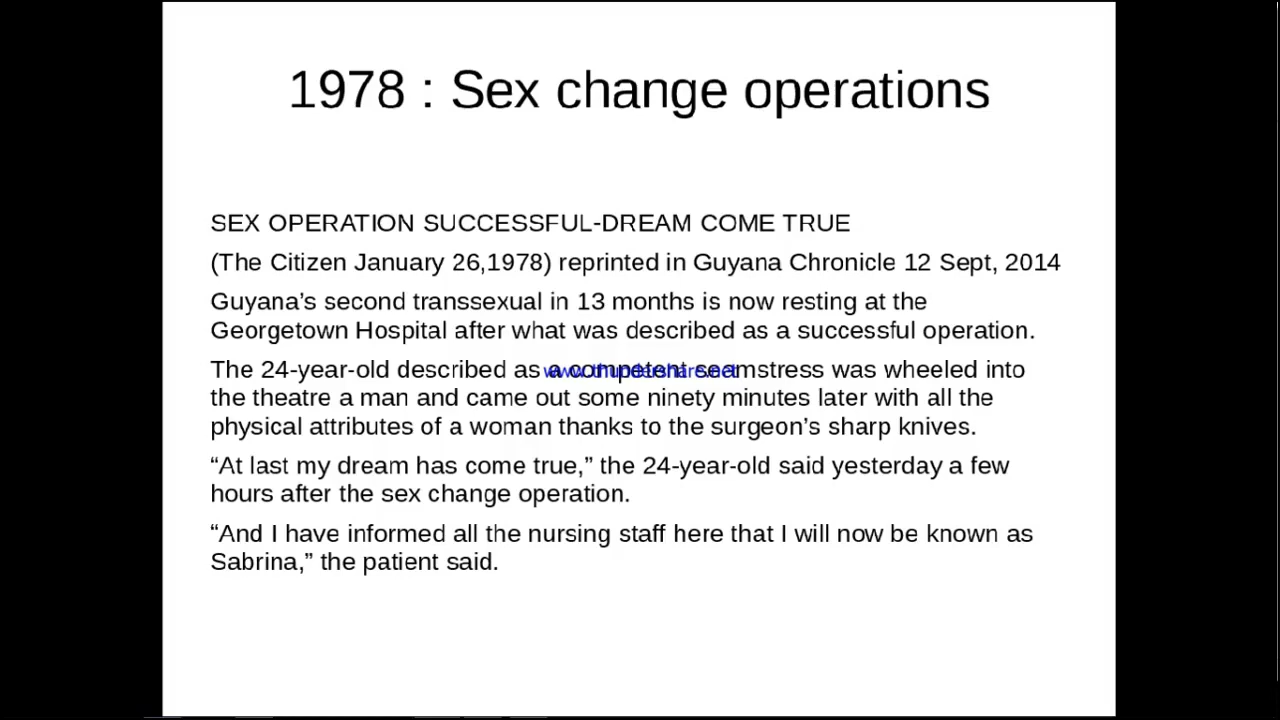 1978 : Sex change operations
SEX OPERATION SUCCESSFUL-DREAM COME TRUE
(The Citizen January 26,1978) reprinted in Guyana Chronicle 12 Sept, 2014
Guyana’s second transsexual in 13 months is now resting at the
Georgetown Hospital after what was described as a successful operation.
The 24-year-old described as a competent seamstress was wheeled into
www.thundershare.net
the theatre a man and came out some ninety minutes later with all the
physical attributes of a woman thanks to the surgeon’s sharp knives.
“At last my dream has come true,” the 24-year-old said yesterday a few
hours after the sex change operation.
“And I have informed all the nursing staff here that I will now be known as
Sabrina,” the patient said.